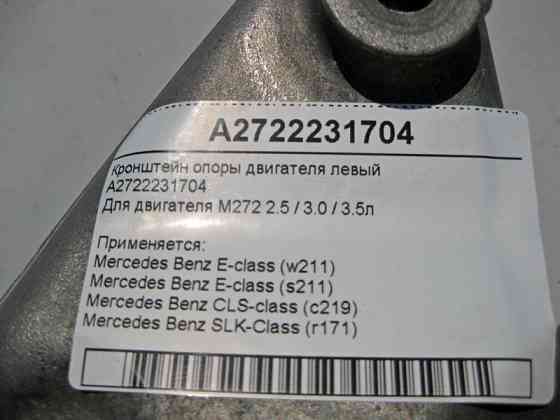 A2722231704
Кронштейн опоры двигателя левый
A2722231704
Для двигателя М272 2.5 / 3.0 / 3.5л
Применяется:
Mercedes Benz E-class (w211)
Mercedes Benz E-class (s211)
Mercedes Benz CLS-class (c219)
Mercedes Benz SLK-Class (r171)